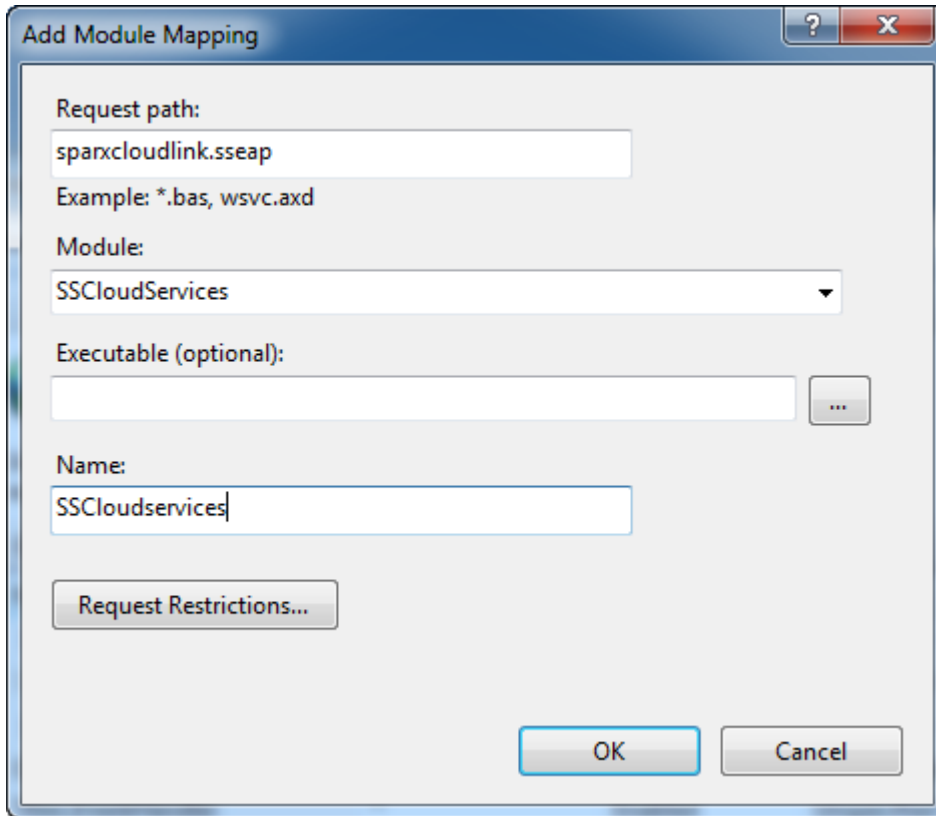 Add Module Mapping
?
Request path:
sparxcloudlink.sseap
Example: *.bas, wsvc.axd
Module:
SSCloudServices
Executable (optional):
...
Name:
SSCloudservices
Request Restrictions...
OK Cancel